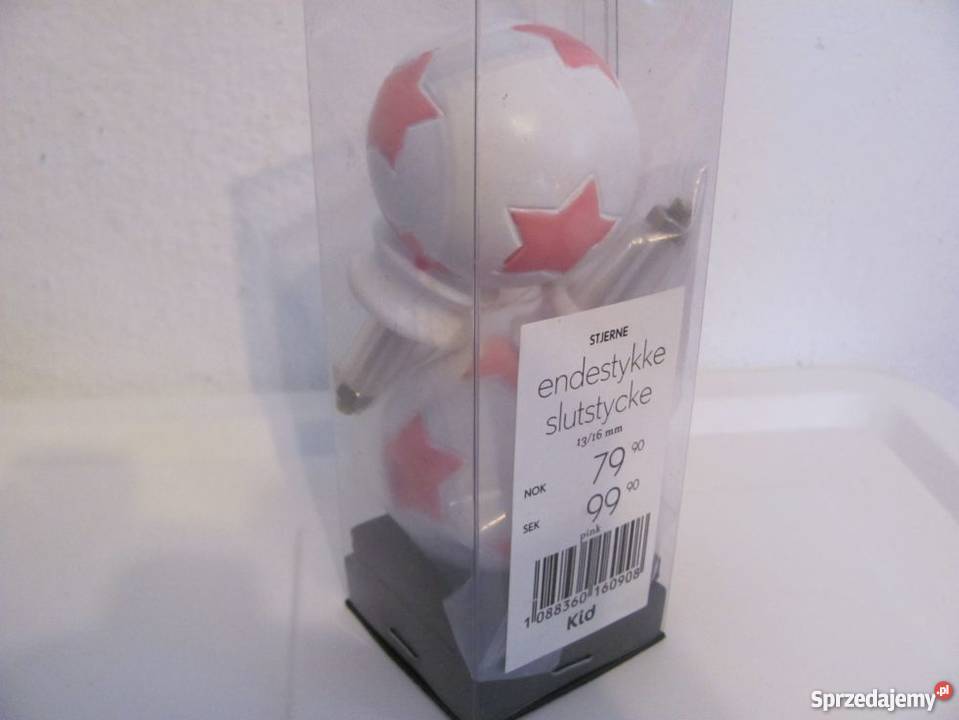 STJERNE
endestykke
slutstycke
13/16 mm
NOK 79 90
SEK 99 90
pink
1 088360 160908
Kid
Sprzedajemy.pl